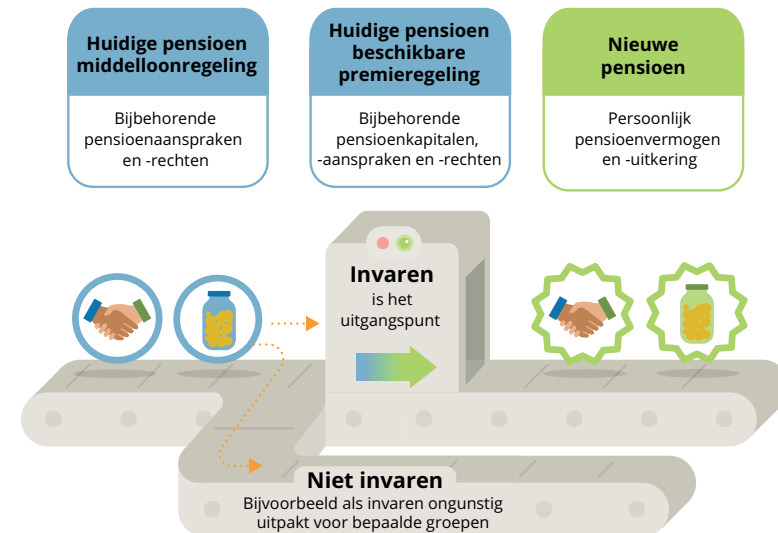 Huidige pensioen
middelloonregeling
Bijbehorende
pensioenaanspraken
en -rechten
Huidige pensioen
beschikbare
premieregeling
Bijbehorende
pensioenkapitalen,
-aanspraken en -rechten
Nieuwe
pensioen
Persoonlijk
pensioenvermogen
en -uitkering
Invaren
is het
uitgangspunt
Niet invaren
Bijvoorbeeld als invaren ongunstig
uitpakt voor bepaalde groepen